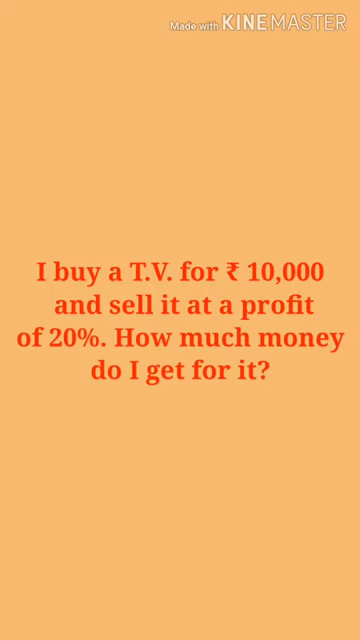 Made with KINEMASTER
I buy a T.V. for ₹ 10,000
and sell it at a profit
of 20%. How much money
do I get for it?